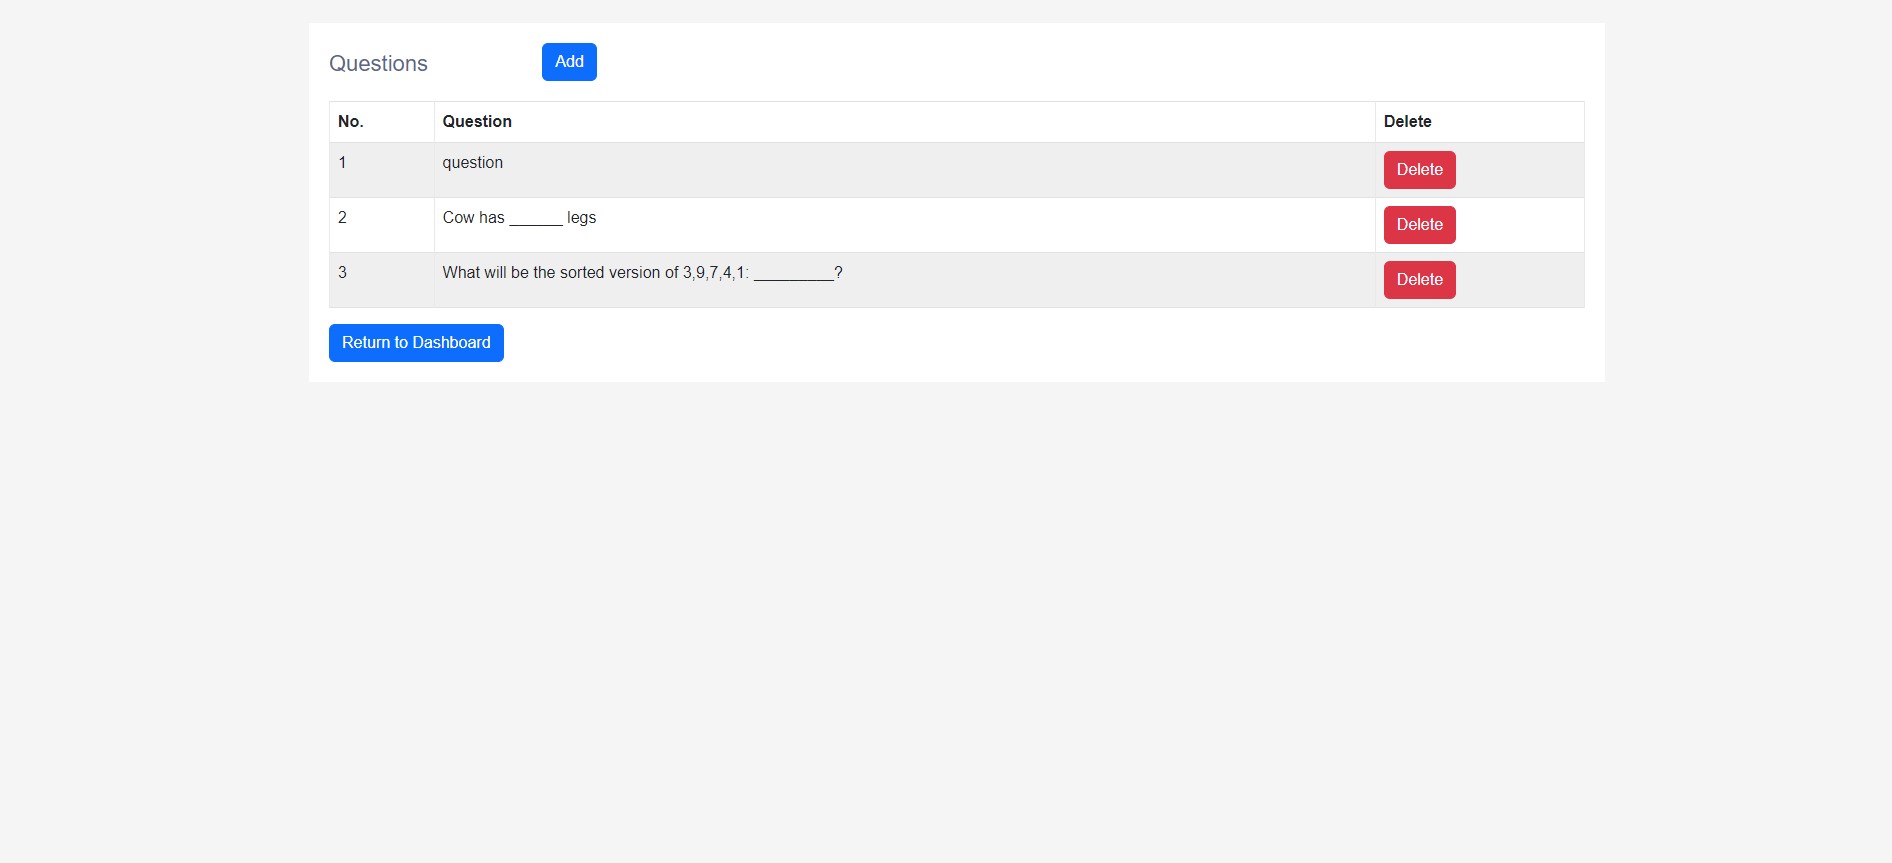 Questions Add
No. Question Delete
1 question Delete
2 Cow has ______ legs Delete
3 What will be the sorted version of 3,9,7,4,1: _________? Delete
Return to Dashboard